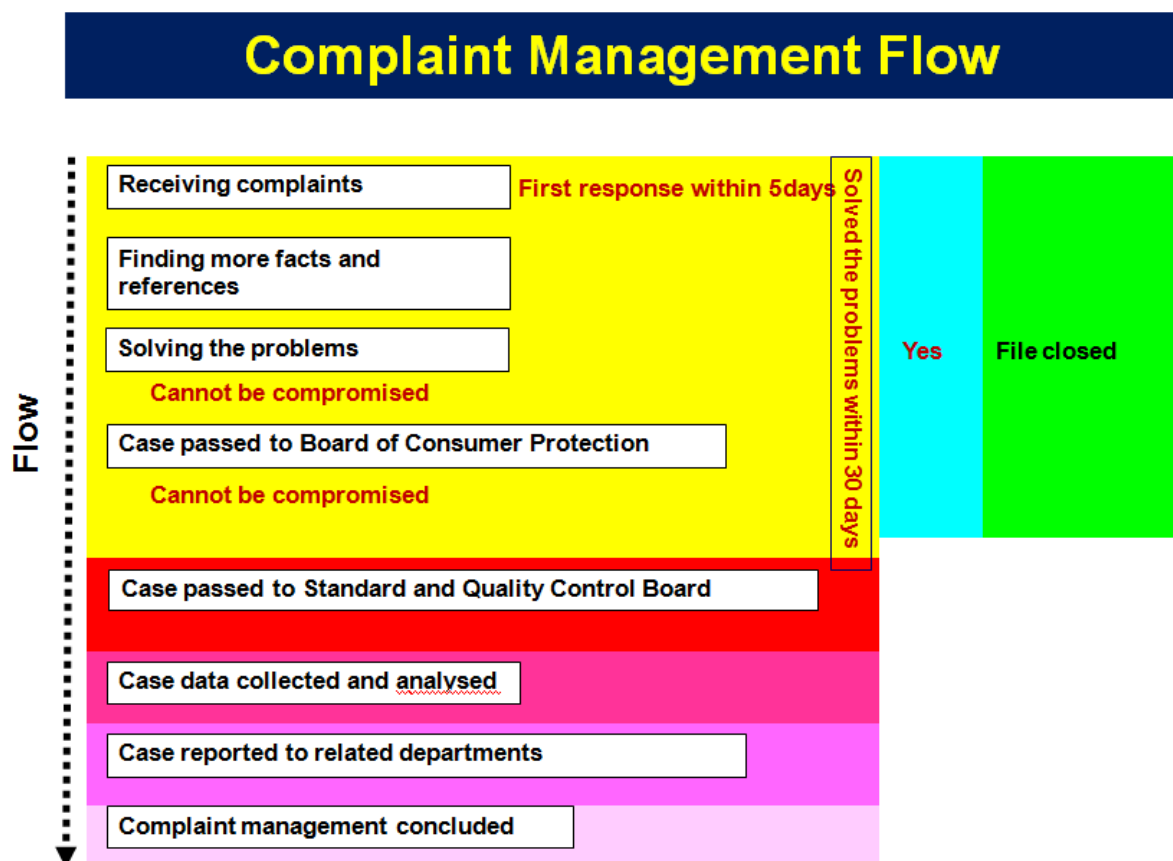 Complaint Management Flow
Flow
Receiving complaints
First response within 5days
Finding more facts and
references
Solving the problems
Cannot be compromised
Case passed to Board of Consumer Protection
Cannot be compromised
Solved the problems within 30 days
Yes
File closed
Case passed to Standard and Quality Control Board
Case data collected and analysed
Case reported to related departments
Complaint management concluded